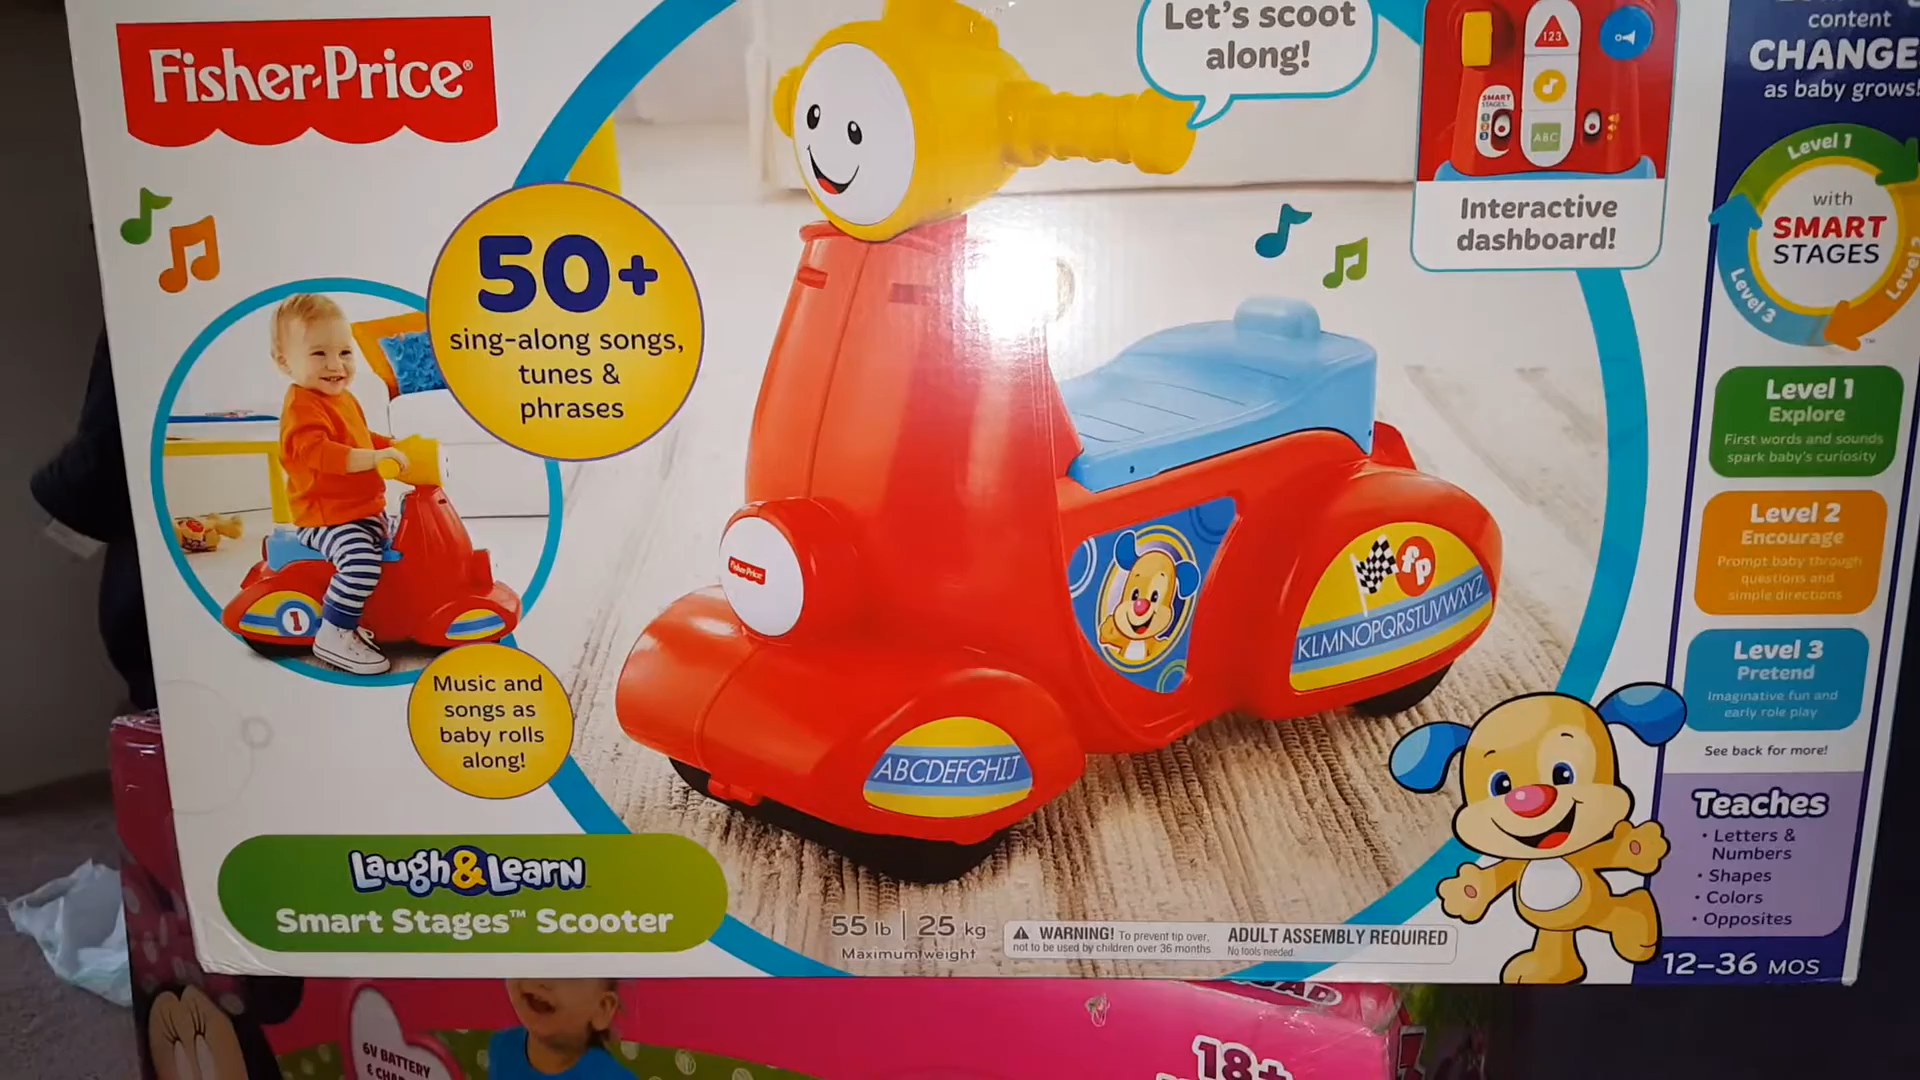 Fisher-Price®
Let's scoot
along!
123
ABC
SMART
STAGES
Interactive
dashboard!
content
CHANGE
as baby grows!
Level 1
Level 2
Level 3
with
SMART
STAGES
50+
sing-along songs,
tunes &
phrases
Level 1
Explore
First words and sounds
spark baby's curiosity
Level 2
Encourage
Prompt baby through
questions and
simple directions
Level 3
Pretend
Imaginative fun and
early role play
See back for more!
Teaches
• Letters &
Numbers
• Shapes
• Colors
• Opposites
12–36 MOS
1
Music and
songs as
baby rolls
along!
Fisher-Price
fp
KLMNOPQRSTUVWXYZ
ABCDEFGHIJ
Laugh&Learn™
Smart Stages™ Scooter
55 lb | 25 kg
Maximum weight
WARNING! To prevent tip over,
not to be used by children over 36 months
ADULT ASSEMBLY REQUIRED
No tools needed.
6V BATTERY
18+